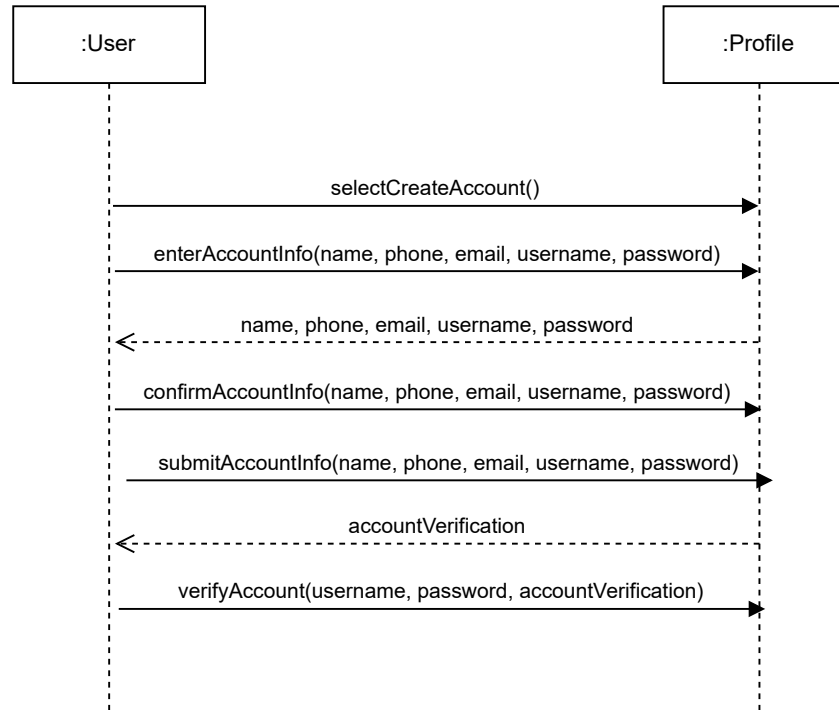 :User
:Profile
selectCreateAccount()
enterAccountInfo(name, phone, email, username, password)
name, phone, email, username, password
confirmAccountInfo(name, phone, email, username, password)
submitAccountInfo(name, phone, email, username, password)
accountVerification
verifyAccount(username, password, accountVerification)